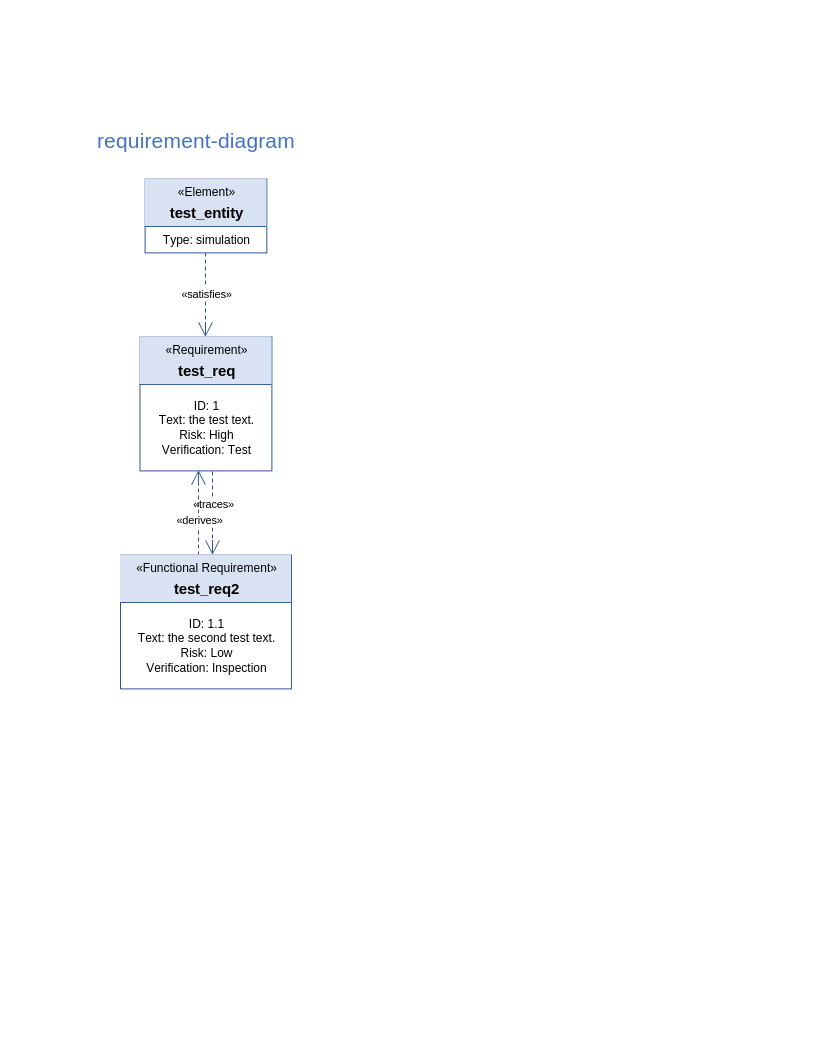 requirement-diagram
«Element»
test_entity
Type: simulation
«satisfies»
«Requirement»
test_req
ID: 1
Text: the test text.
Risk: High
Verification: Test
«traces»
«derives»
«Functional Requirement»
test_req2
ID: 1.1
Text: the second test text.
Risk: Low
Verification: Inspection